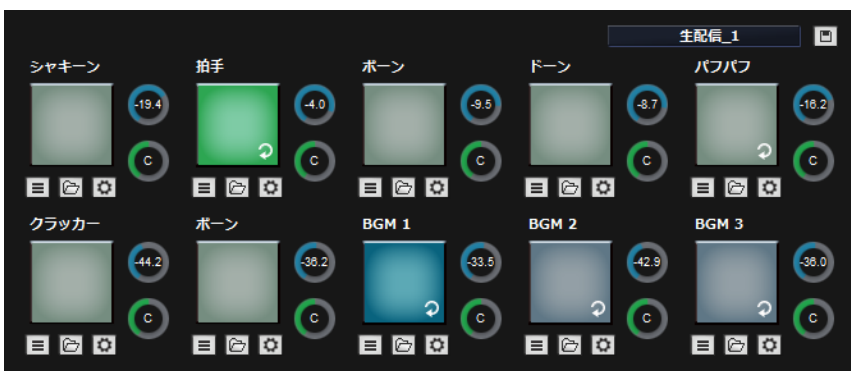 生配信_1
シャキーン 拍手 ボーン ドーン パフパフ
-19.4 -4.0 -9.5 -8.7 -16.2
C C C C C
クラッカー ボーン BGM 1 BGM 2 BGM 3
-44.2 -36.2 -33.5 -42.9 -36.0
C C C C C